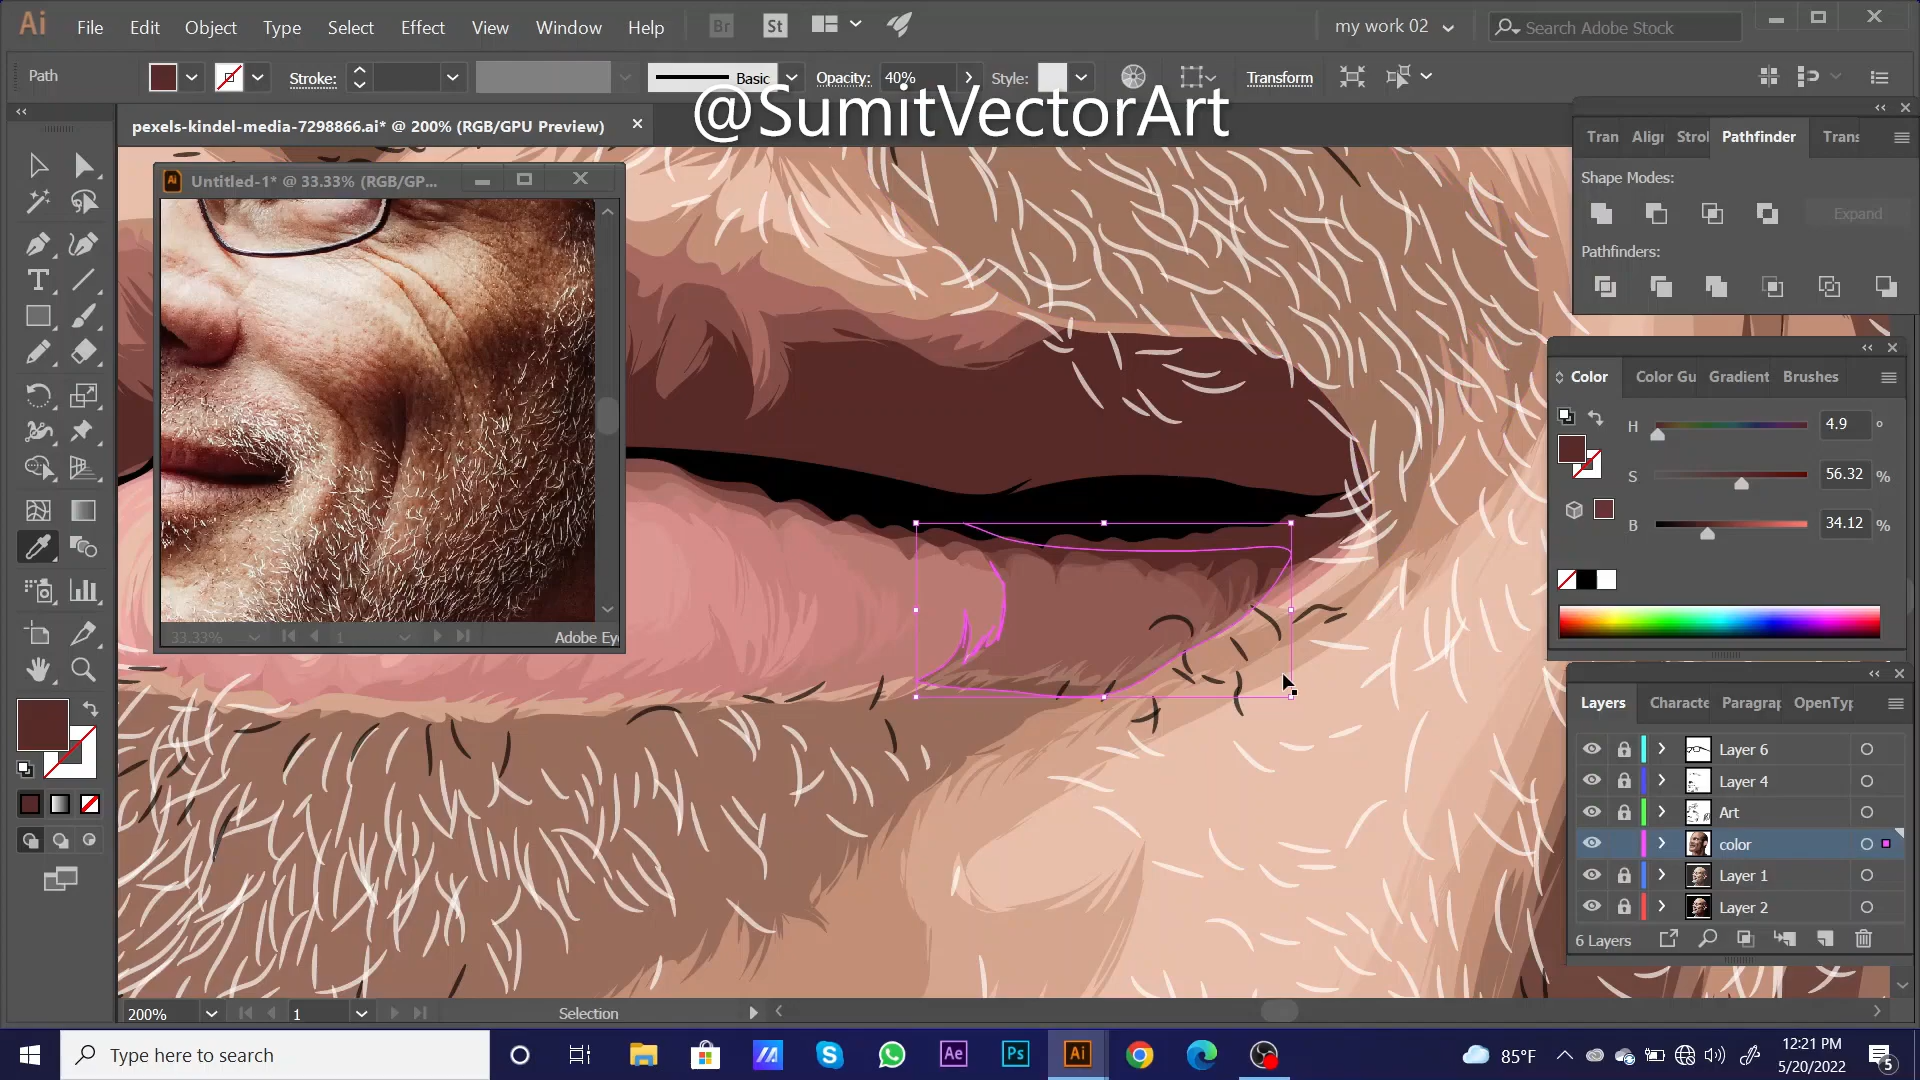 Ai File Edit Object Type Select Effect View Window Help Br St my work 02 Search Adobe Stock
Path Stroke: Basic Opacity: 40% Style: Transform
@SumitVectorArt
pexels-kindel-media-7298866.ai* @ 200% (RGB/GPU Preview)
Untitled-1* @ 33.33% (RGB/GP...
33.33% 1 Adobe Ey
Tran Aligr Strol Pathfinder Trans
Shape Modes:
Expand
Pathfinders:
Color Color Gu Gradient Brushes
H 4.9 °
S 56.32 %
B 34.12 %
Layers Characte Paragrap OpenTyp
Layer 6
Layer 4
Art
color
Layer 1
Layer 2
6 Layers
200% 1 Selection
Type here to search Ae Ps Ai 85°F 12:21 PM
5/20/2022 5